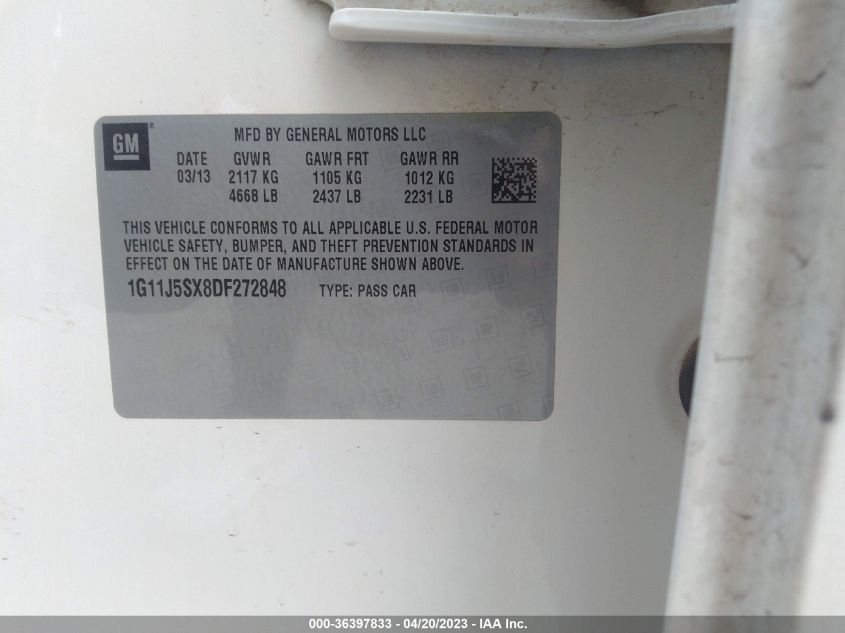 GM
MFD BY GENERAL MOTORS LLC
DATE GVWR GAWR FRT GAWR RR
03/13 2117 KG 1105 KG 1012 KG
4668 LB 2437 LB 2231 LB
THIS VEHICLE CONFORMS TO ALL APPLICABLE U.S. FEDERAL MOTOR
VEHICLE SAFETY, BUMPER, AND THEFT PREVENTION STANDARDS IN
EFFECT ON THE DATE OF MANUFACTURE SHOWN ABOVE.
1G11J5SX8DF272848 TYPE: PASS CAR
000-36397833 - 04/20/2023 - IAA Inc.